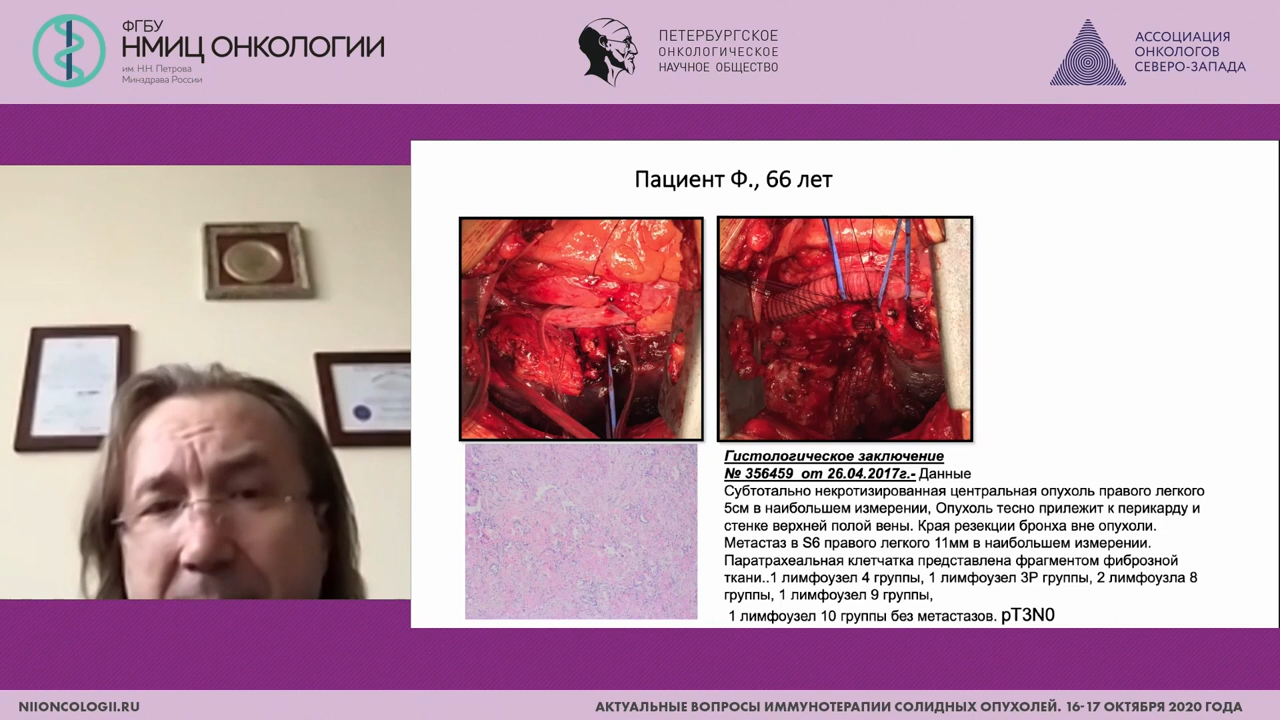 ФГБУ
НМИЦ ОНКОЛОГИИ
им. Н.Н. Петрова
Минздрава России
ПЕТЕРБУРГСКОЕ
ОНКОЛОГИЧЕСКОЕ
НАУЧНОЕ ОБЩЕСТВО
АССОЦИАЦИЯ
ОНКОЛОГОВ
СЕВЕРО-ЗАПАДА
Пациент Ф., 66 лет
Гистологическое заключение
№ 356459 от 26.04.2017г.- Данные
Субтотально некротизированная центральная опухоль правого легкого
5см в наибольшем измерении, Опухоль тесно прилежит к перикарду и
стенке верхней полой вены. Края резекции бронха вне опухоли.
Метастаз в S6 правого легкого 11мм в наибольшем измерении.
Паратрахеальная клетчатка представлена фрагментом фиброзной
ткани..1 лимфоузел 4 группы, 1 лимфоузел 3Р группы, 2 лимфоузла 8
группы, 1 лимфоузел 9 группы,
1 лимфоузел 10 группы без метастазов. pT3N0
NIIONCOLOGII.RU
АКТУАЛЬНЫЕ ВОПРОСЫ ИММУНОТЕРАПИИ СОЛИДНЫХ ОПУХОЛЕЙ. 16-17 ОКТЯБРЯ 2020 ГОДА